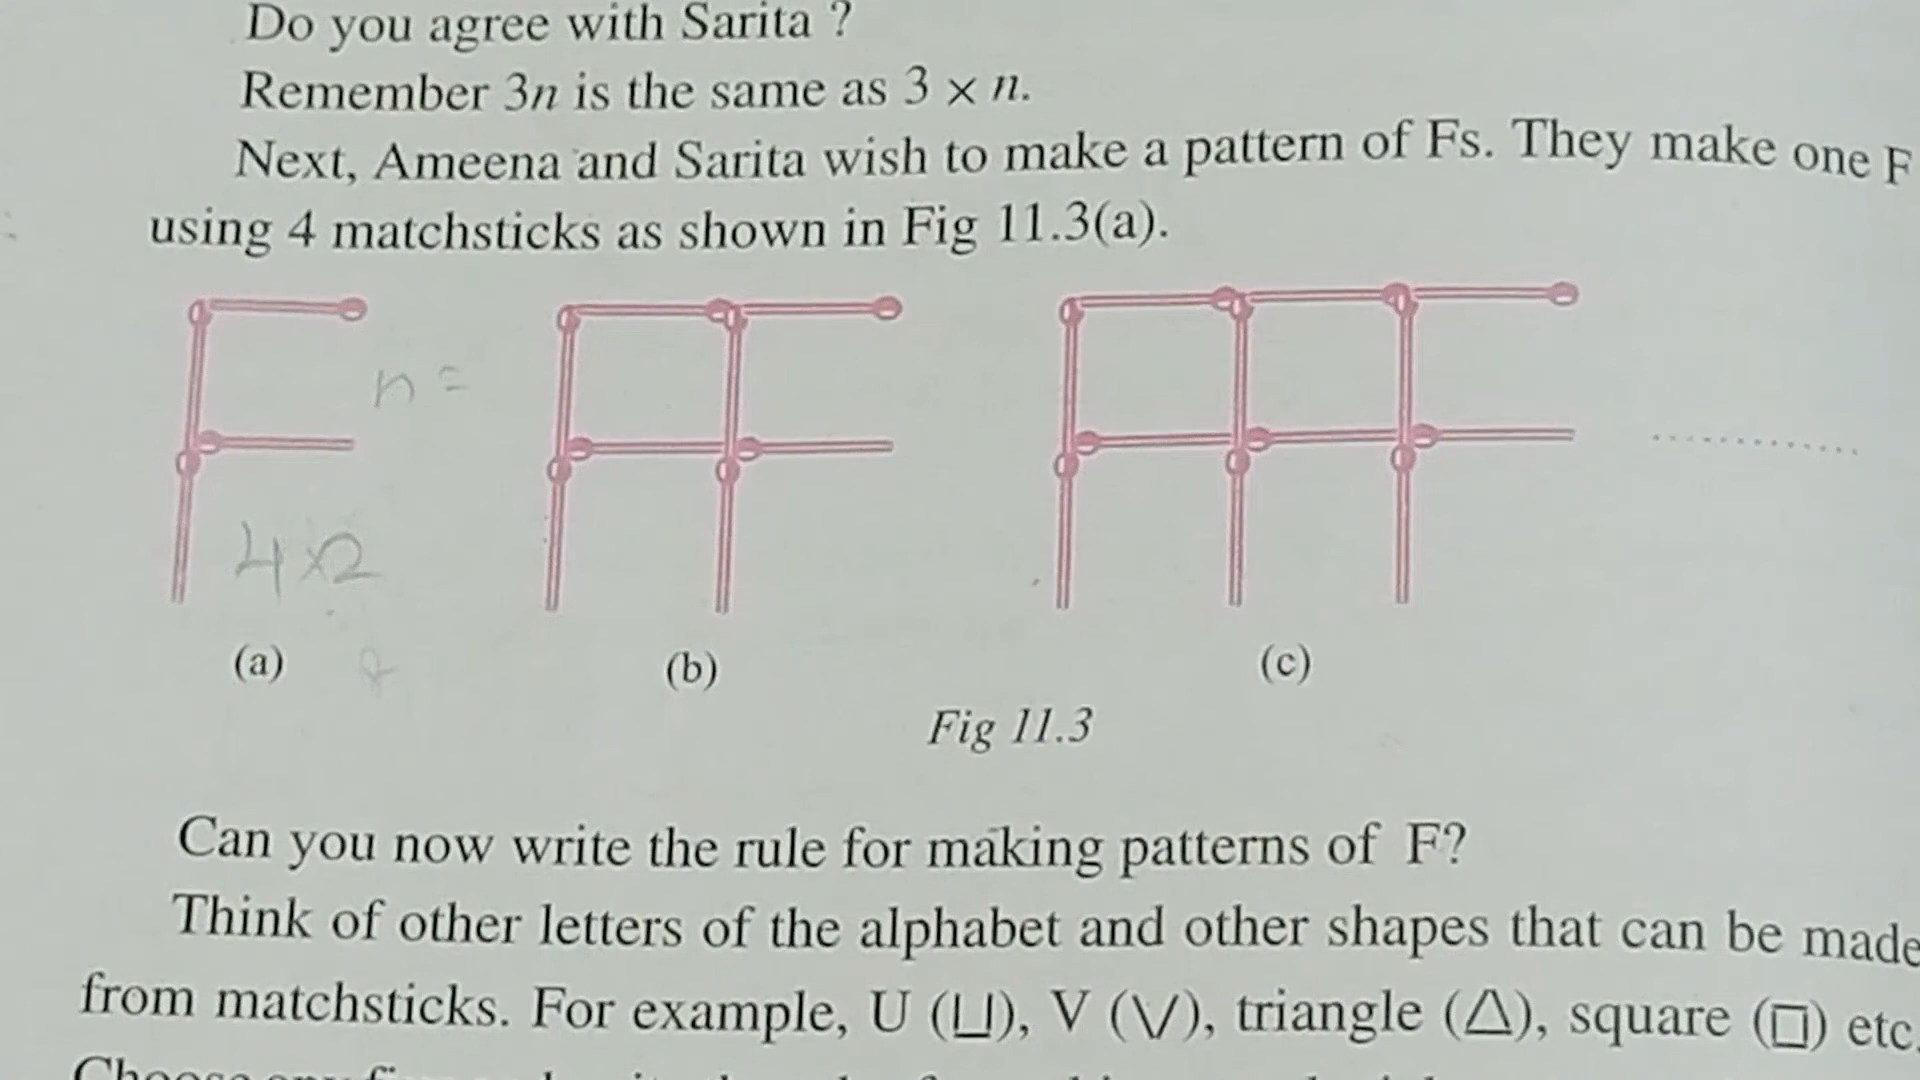 Do you agree with Sarita ?
Remember 3n is the same as 3 × n.
Next, Ameena and Sarita wish to make a pattern of Fs. They make one F
using 4 matchsticks as shown in Fig 11.3(a).
n =
4 x 2
(a) (b) (c)
Fig 11.3
Can you now write the rule for making patterns of F?
Think of other letters of the alphabet and other shapes that can be made
from matchsticks. For example, U (⊔), V (∨), triangle (△), square (□) etc.